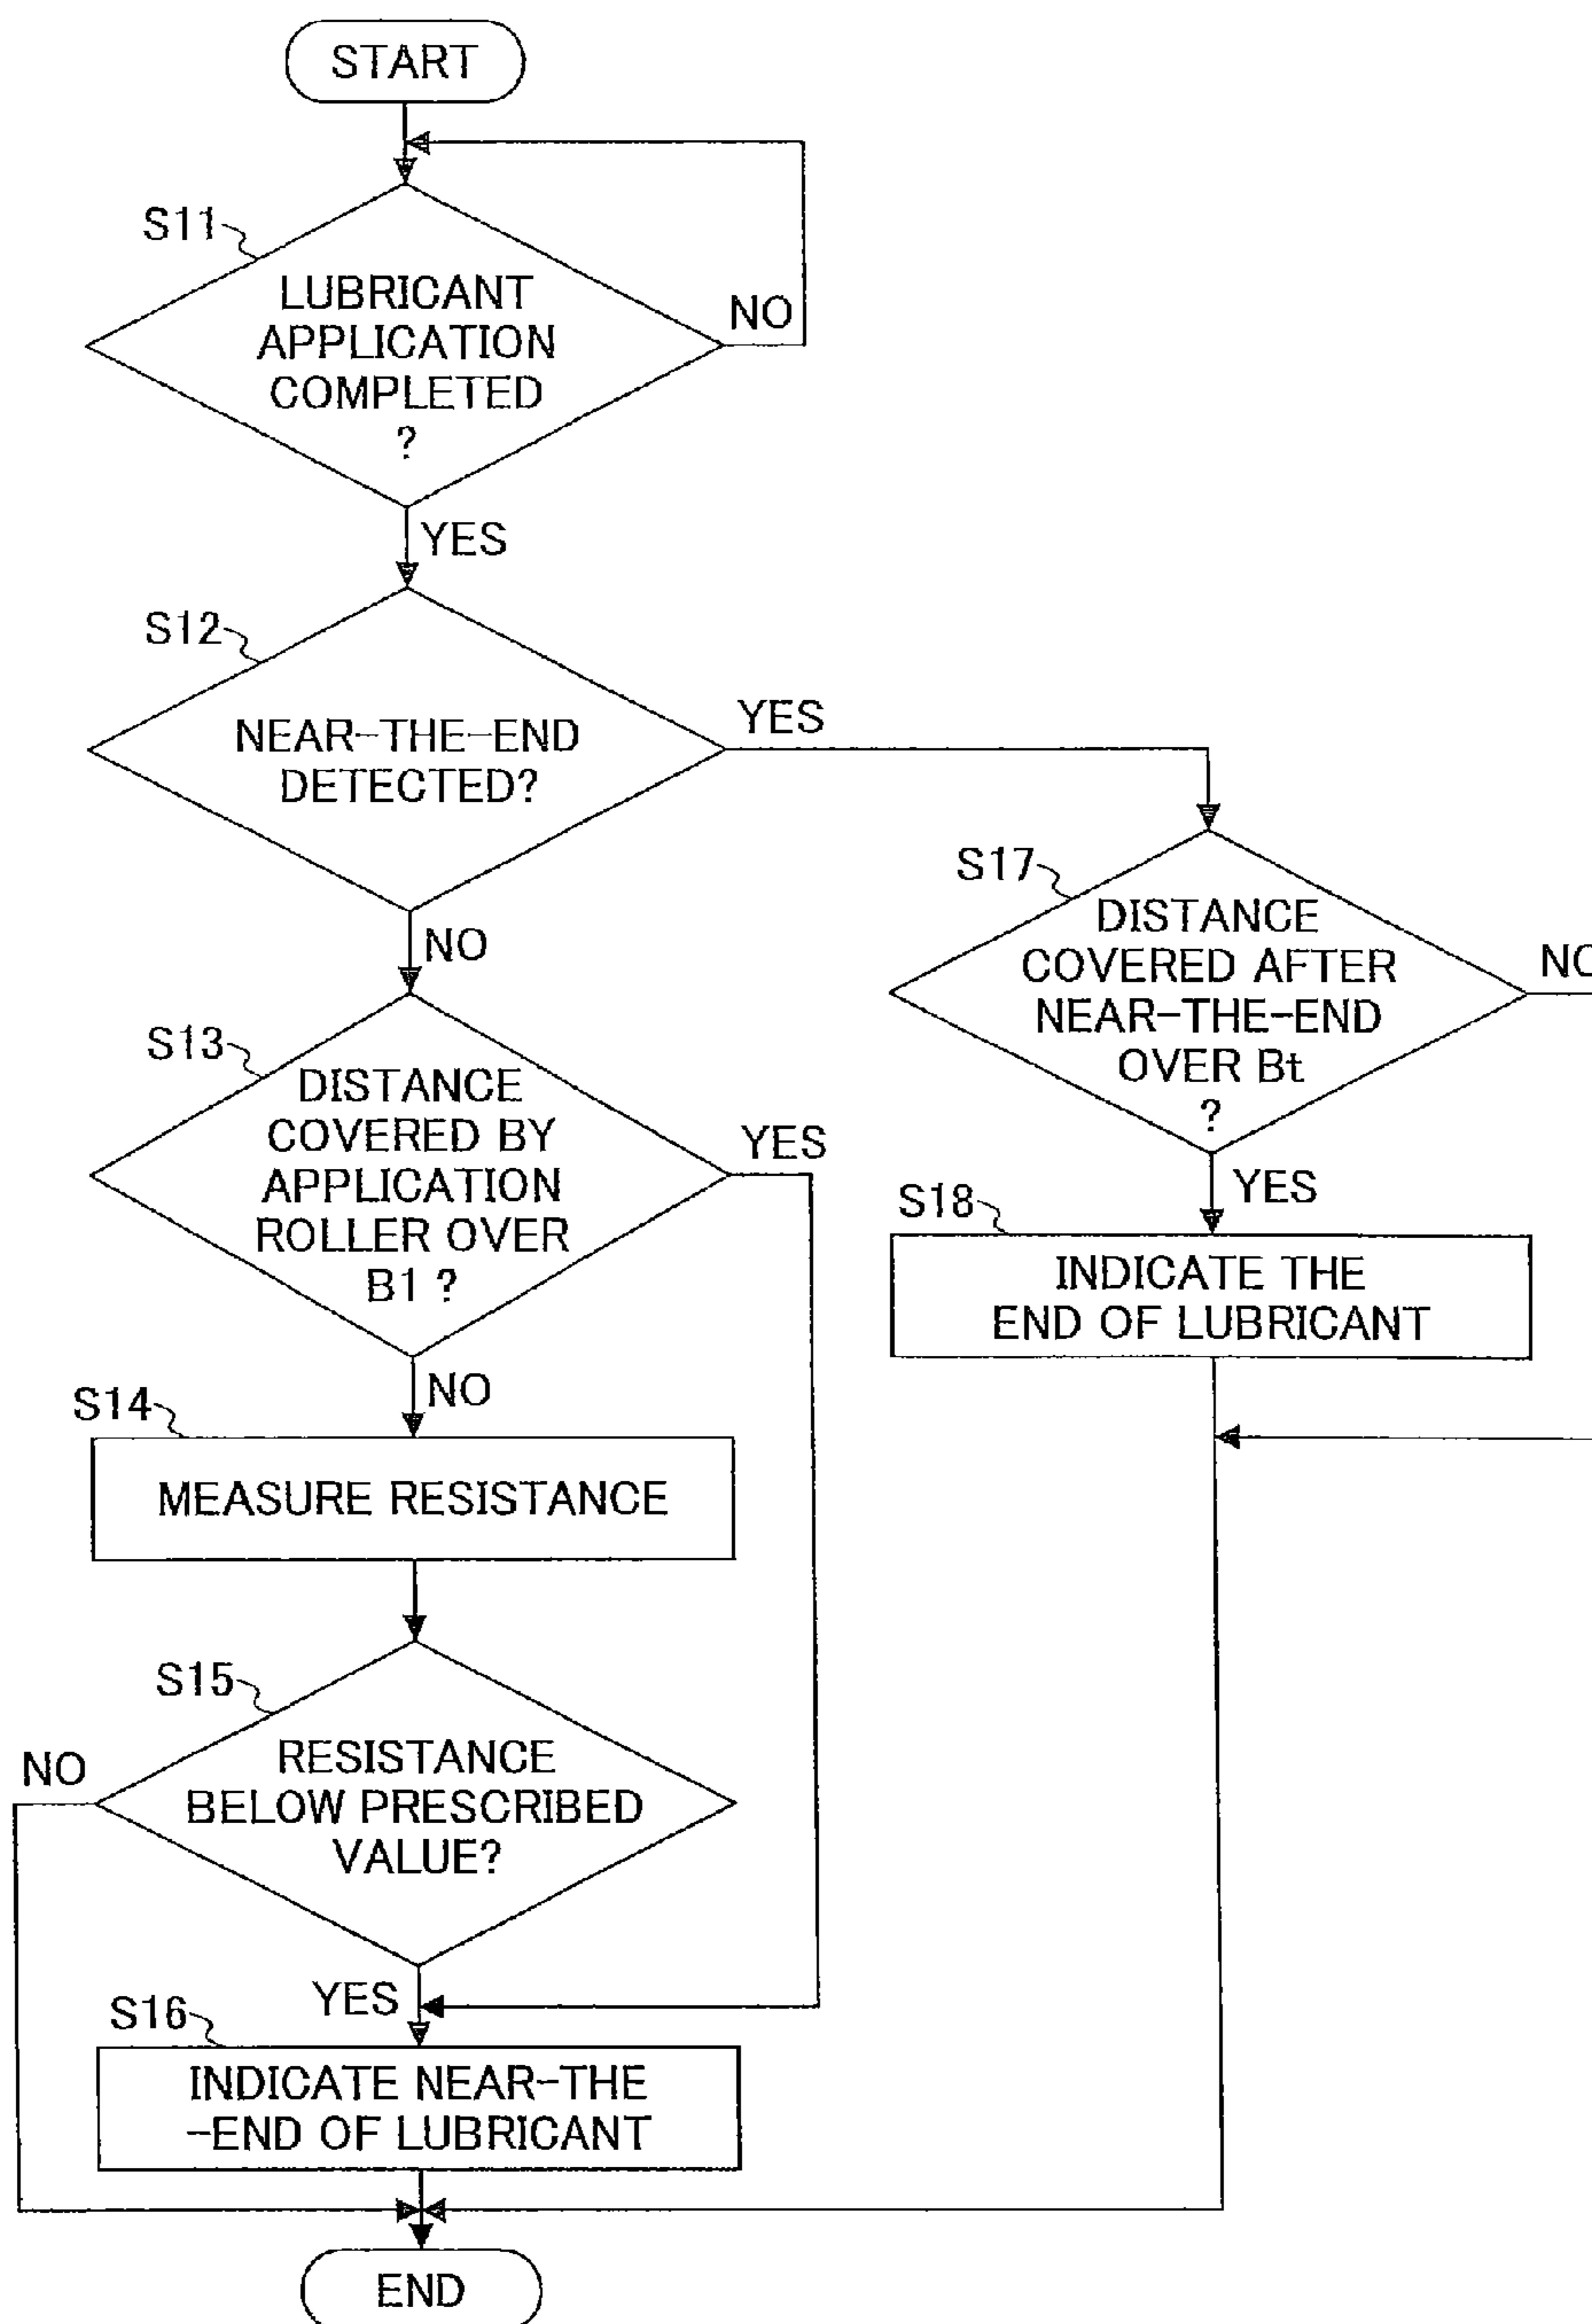 START
S11
LUBRICANT
APPLICATION
COMPLETED
?
NO
YES
S12
NEAR-THE-END
DETECTED?
YES
NO
S17
DISTANCE
COVERED AFTER
NEAR-THE-END
OVER Bt
?
NO
YES
S13
DISTANCE
COVERED BY
APPLICATION
ROLLER OVER
B1 ?
YES
NO
S18
INDICATE THE
END OF LUBRICANT
S14
MEASURE RESISTANCE
S15
RESISTANCE
BELOW PRESCRIBED
VALUE?
NO
YES
S16
INDICATE NEAR-THE
-END OF LUBRICANT
END